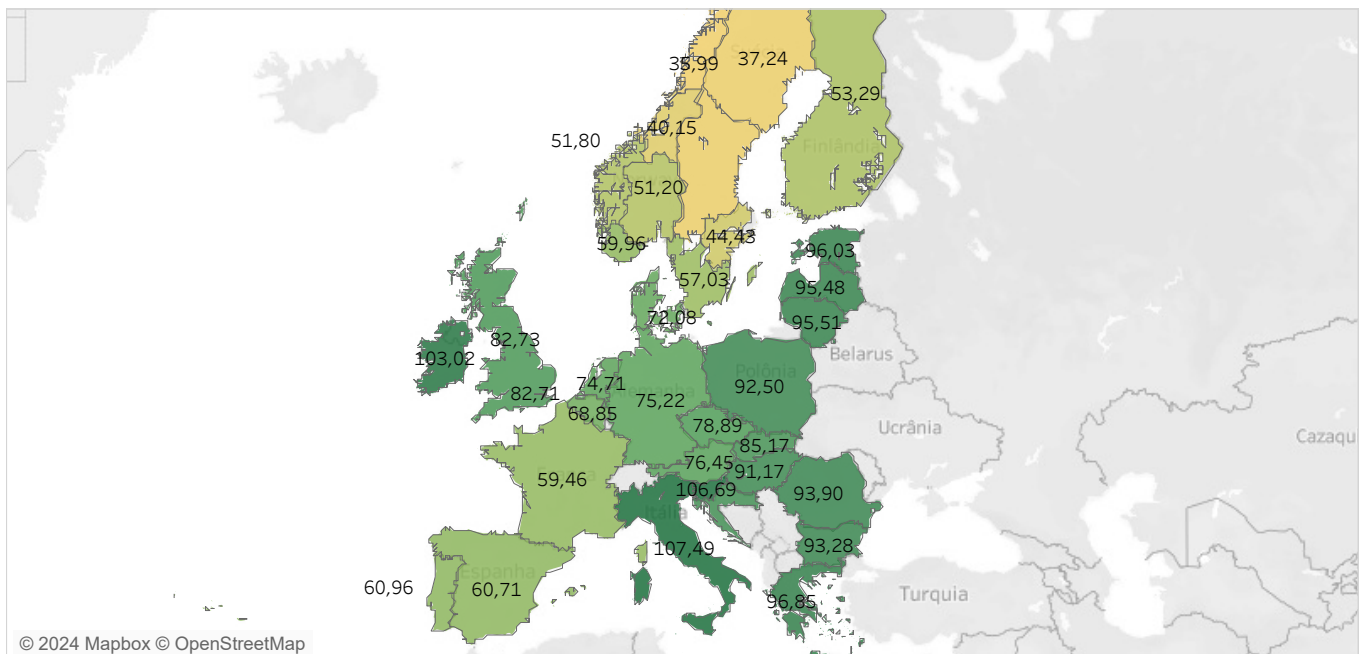 35,99
37,24
53,29
51,80
40,15
Finlândia
51,20
59,96
44,43
96,03
57,03
95,48
72,08
95,51
Belarus
103,02
82,73
Polônia
92,50
74,71
Alemanha
82,71
75,22
68,85
78,89
Ucrânia
Cazaqu
85,17
76,45
91,17
França
59,46
106,69
93,90
Itália
107,49
93,28
Espanha
60,96
60,71
96,85
Turquia
© 2024 Mapbox © OpenStreetMap